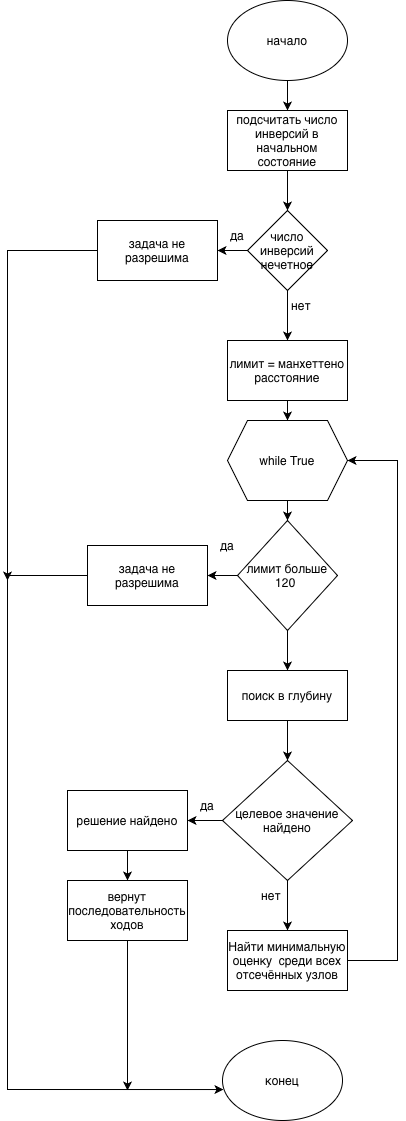 начало
подсчитать число
инверсий в
начальном
состояние
число
инверсий
нечетное
да
задача не
разрешима
нет
лимит = манхеттено
расстояние
while True
лимит больше
120
да
задача не
разрешима
поиск в глубину
целевое значение
найдено
да
решение найдено
вернут
последовательность
ходов
нет
Найти минимальную
оценку среди всех
отсечённых узлов
конец